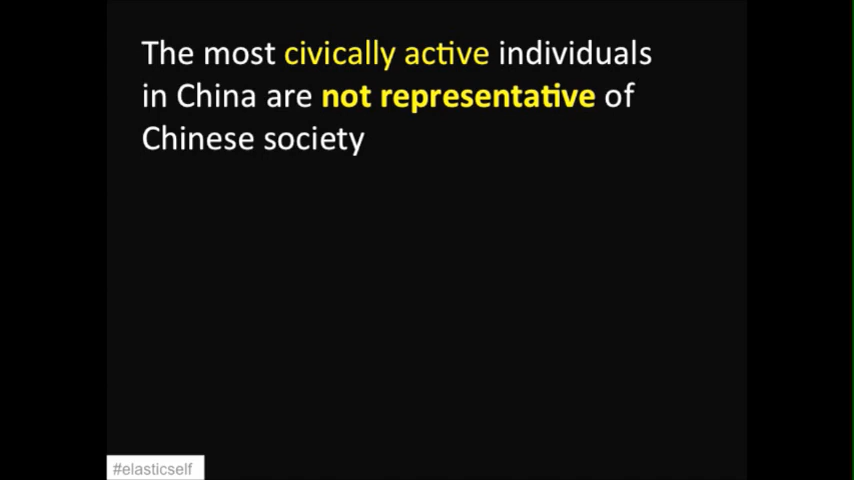 The most civically active individuals
in China are not representative of
Chinese society
#elasticself